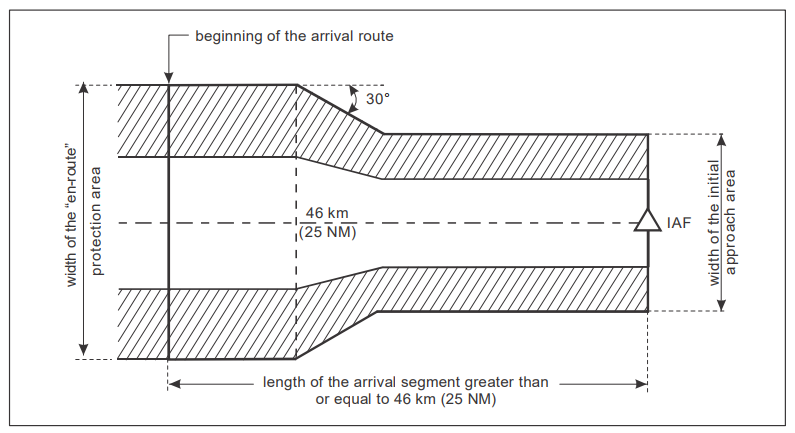 beginning of the arrival route
30°
width of the “en-route”
protection area
46 km
(25 NM)
IAF
width of the initial
approach area
length of the arrival segment greater than
or equal to 46 km (25 NM)